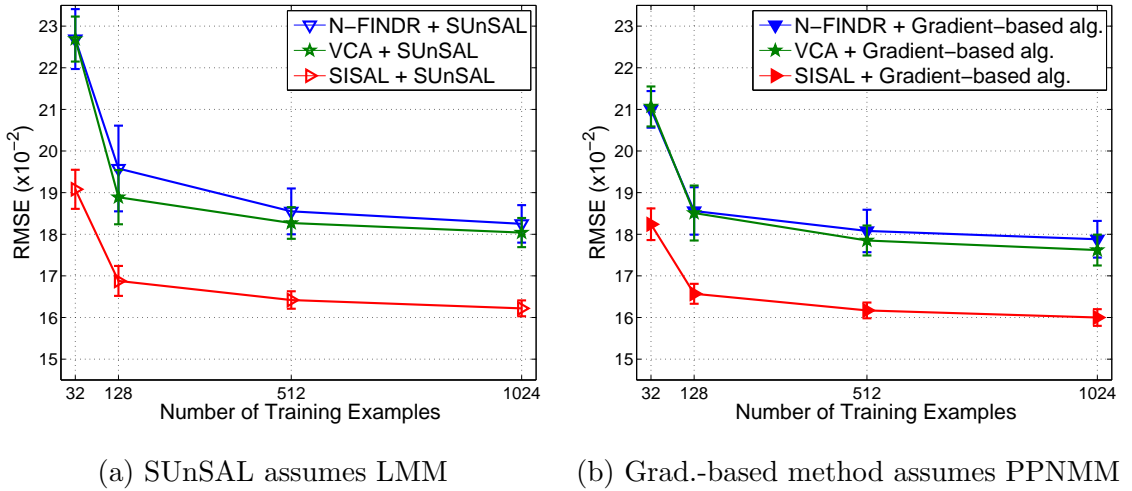 N−FINDR + SUnSAL
VCA + SUnSAL
SISAL + SUnSAL
23
22
21
20
19
18
17
16
15
RMSE (x10−2)
32
128
512
1024
Number of Training Examples
(a) SUnSAL assumes LMM
N−FINDR + Gradient−based alg.
VCA + Gradient−based alg.
SISAL + Gradient−based alg.
23
22
21
20
19
18
17
16
15
RMSE (x10−2)
32
128
512
1024
Number of Training Examples
(b) Grad.-based method assumes PPNMM